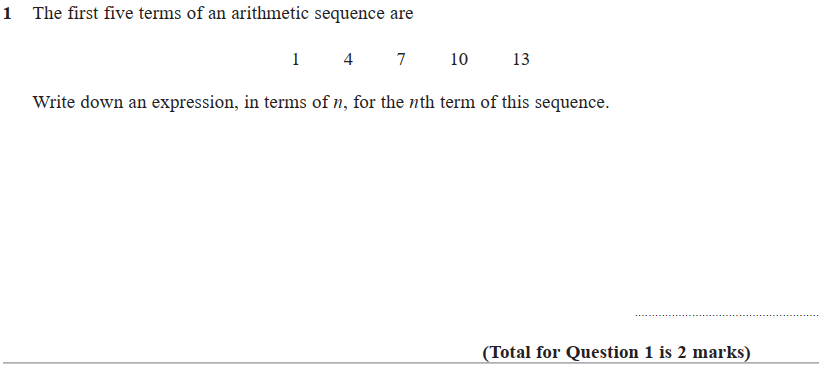 1 The first five terms of an arithmetic sequence are
1 4 7 10 13
Write down an expression, in terms of n, for the nth term of this sequence.
(Total for Question 1 is 2 marks)